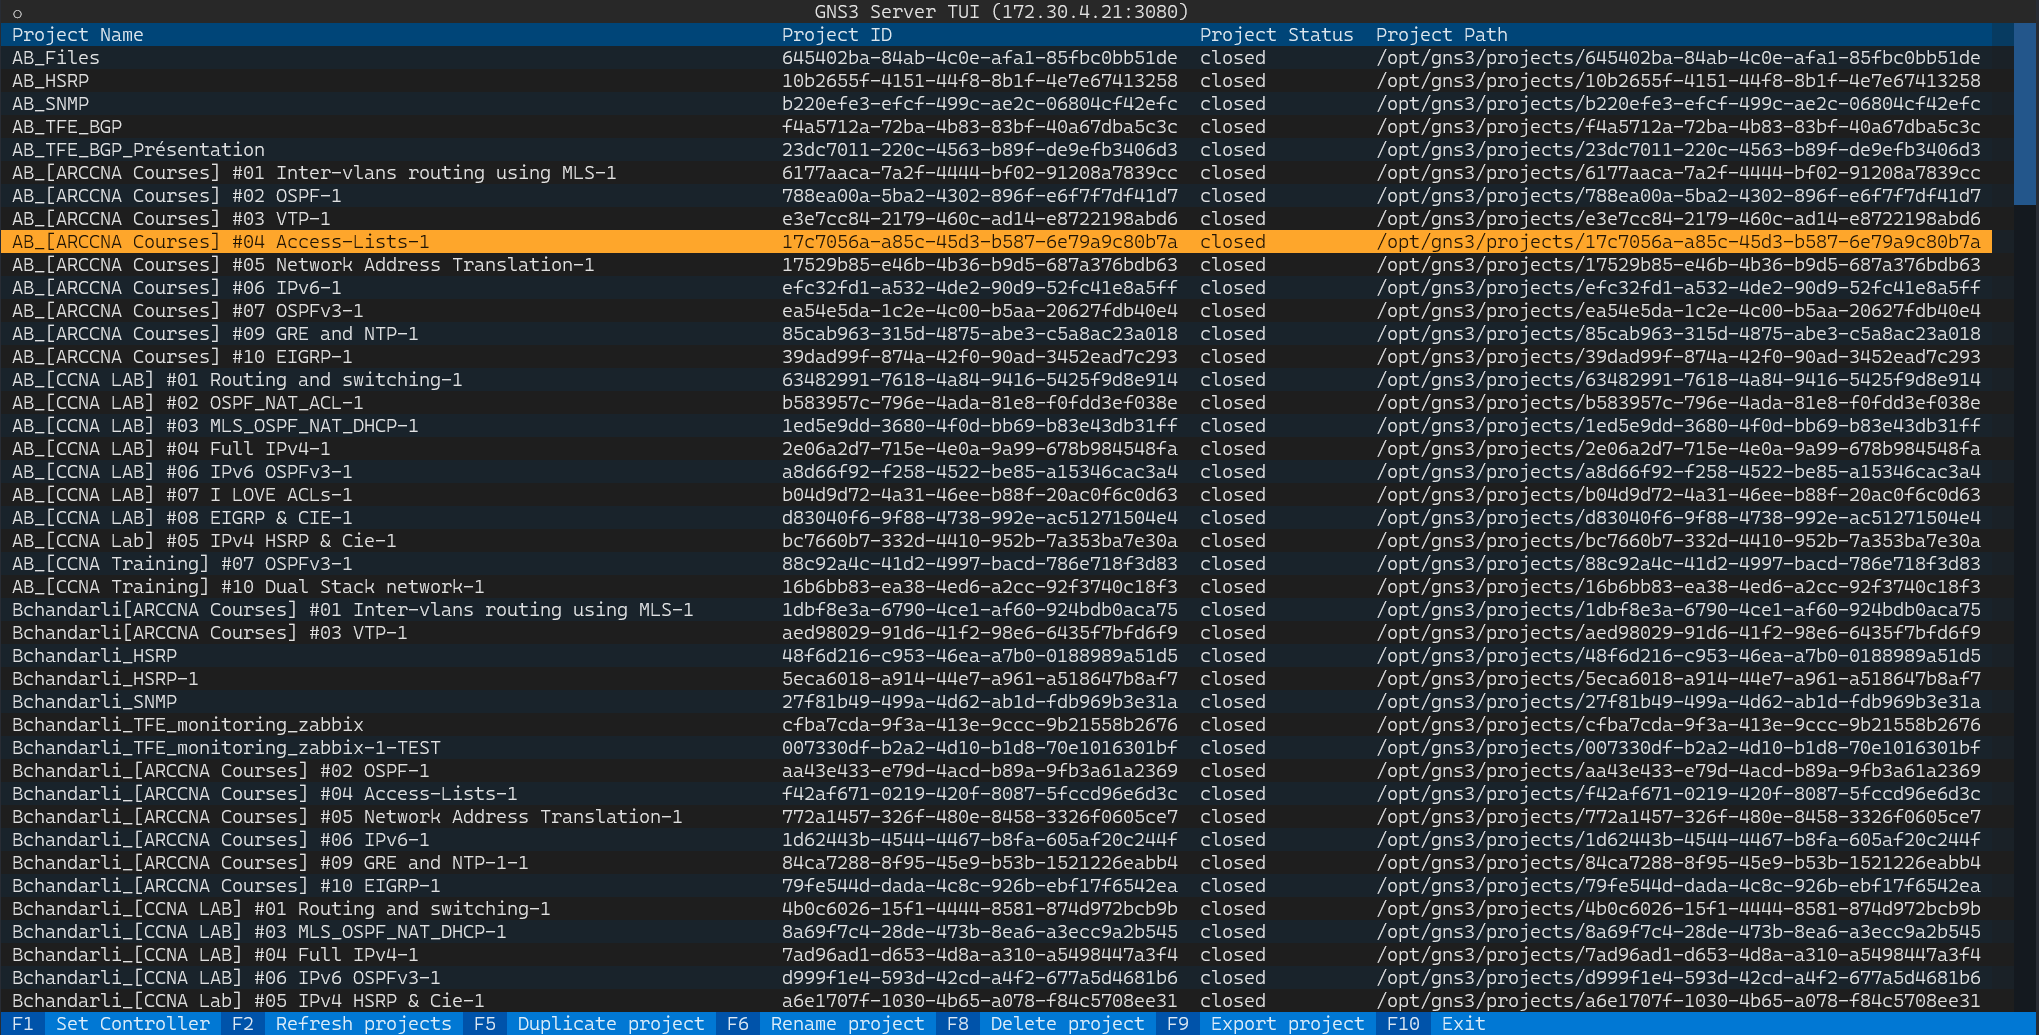 GNS3 Server TUI (172.30.4.21:3080)
Project Name Project ID Project Status Project Path
AB_Files 645402ba-84ab-4c0e-afa1-85fbc0bb51de closed /opt/gns3/projects/645402ba-84ab-4c0e-afa1-85fbc0bb51de
AB_HSRP 10b2655f-4151-44f8-8b1f-4e7e67413258 closed /opt/gns3/projects/10b2655f-4151-44f8-8b1f-4e7e67413258
AB_SNMP b220efe3-efcf-499c-ae2c-06804cf42efc closed /opt/gns3/projects/b220efe3-efcf-499c-ae2c-06804cf42efc
AB_TFE_BGP f4a5712a-72ba-4b83-83bf-40a67dba5c3c closed /opt/gns3/projects/f4a5712a-72ba-4b83-83bf-40a67dba5c3c
AB_TFE_BGP_Présentation 23dc7011-220c-4563-b89f-de9efb3406d3 closed /opt/gns3/projects/23dc7011-220c-4563-b89f-de9efb3406d3
AB_[ARCCNA Courses] #01 Inter-vlans routing using MLS-1 6177aaca-7a2f-4444-bf02-91208a7839cc closed /opt/gns3/projects/6177aaca-7a2f-4444-bf02-91208a7839cc
AB_[ARCCNA Courses] #02 OSPF-1 788ea00a-5ba2-4302-896f-e6f7f7df41d7 closed /opt/gns3/projects/788ea00a-5ba2-4302-896f-e6f7f7df41d7
AB_[ARCCNA Courses] #03 VTP-1 e3e7cc84-2179-460c-ad14-e8722198abd6 closed /opt/gns3/projects/e3e7cc84-2179-460c-ad14-e8722198abd6
AB_[ARCCNA Courses] #04 Access-Lists-1 17c7056a-a85c-45d3-b587-6e79a9c80b7a closed /opt/gns3/projects/17c7056a-a85c-45d3-b587-6e79a9c80b7a
AB_[ARCCNA Courses] #05 Network Address Translation-1 17529b85-e46b-4b36-b9d5-687a376bdb63 closed /opt/gns3/projects/17529b85-e46b-4b36-b9d5-687a376bdb63
AB_[ARCCNA Courses] #06 IPv6-1 efc32fd1-a532-4de2-90d9-52fc41e8a5ff closed /opt/gns3/projects/efc32fd1-a532-4de2-90d9-52fc41e8a5ff
AB_[ARCCNA Courses] #07 OSPFv3-1 ea54e5da-1c2e-4c00-b5aa-20627fdb40e4 closed /opt/gns3/projects/ea54e5da-1c2e-4c00-b5aa-20627fdb40e4
AB_[ARCCNA Courses] #09 GRE and NTP-1 85cab963-315d-4875-abe3-c5a8ac23a018 closed /opt/gns3/projects/85cab963-315d-4875-abe3-c5a8ac23a018
AB_[ARCCNA Courses] #10 EIGRP-1 39dad99f-874a-42f0-90ad-3452ead7c293 closed /opt/gns3/projects/39dad99f-874a-42f0-90ad-3452ead7c293
AB_[CCNA LAB] #01 Routing and switching-1 63482991-7618-4a84-9416-5425f9d8e914 closed /opt/gns3/projects/63482991-7618-4a84-9416-5425f9d8e914
AB_[CCNA LAB] #02 OSPF_NAT_ACL-1 b583957c-796e-4ada-81e8-f0fdd3ef038e closed /opt/gns3/projects/b583957c-796e-4ada-81e8-f0fdd3ef038e
AB_[CCNA LAB] #03 MLS_OSPF_NAT_DHCP-1 1ed5e9dd-3680-4f0d-bb69-b83e43db31ff closed /opt/gns3/projects/1ed5e9dd-3680-4f0d-bb69-b83e43db31ff
AB_[CCNA LAB] #04 Full IPv4-1 2e06a2d7-715e-4e0a-9a99-678b984548fa closed /opt/gns3/projects/2e06a2d7-715e-4e0a-9a99-678b984548fa
AB_[CCNA LAB] #06 IPv6 OSPFv3-1 a8d66f92-f258-4522-be85-a15346cac3a4 closed /opt/gns3/projects/a8d66f92-f258-4522-be85-a15346cac3a4
AB_[CCNA LAB] #07 I LOVE ACLs-1 b04d9d72-4a31-46ee-b88f-20ac0f6c0d63 closed /opt/gns3/projects/b04d9d72-4a31-46ee-b88f-20ac0f6c0d63
AB_[CCNA LAB] #08 EIGRP & CIE-1 d83040f6-9f88-4738-992e-ac51271504e4 closed /opt/gns3/projects/d83040f6-9f88-4738-992e-ac51271504e4
AB_[CCNA Lab] #05 IPv4 HSRP & Cie-1 bc7660b7-332d-4410-952b-7a353ba7e30a closed /opt/gns3/projects/bc7660b7-332d-4410-952b-7a353ba7e30a
AB_[CCNA Training] #07 OSPFv3-1 88c92a4c-41d2-4997-bacd-786e718f3d83 closed /opt/gns3/projects/88c92a4c-41d2-4997-bacd-786e718f3d83
AB_[CCNA Training] #10 Dual Stack network-1 16b6bb83-ea38-4ed6-a2cc-92f3740c18f3 closed /opt/gns3/projects/16b6bb83-ea38-4ed6-a2cc-92f3740c18f3
Bchandarli[ARCCNA Courses] #01 Inter-vlans routing using MLS-1 1dbf8e3a-6790-4ce1-af60-924bdb0aca75 closed /opt/gns3/projects/1dbf8e3a-6790-4ce1-af60-924bdb0aca75
Bchandarli[ARCCNA Courses] #03 VTP-1 aed98029-91d6-41f2-98e6-6435f7bfd6f9 closed /opt/gns3/projects/aed98029-91d6-41f2-98e6-6435f7bfd6f9
Bchandarli_HSRP 48f6d216-c953-46ea-a7b0-0188989a51d5 closed /opt/gns3/projects/48f6d216-c953-46ea-a7b0-0188989a51d5
Bchandarli_HSRP-1 5eca6018-a914-44e7-a961-a518647b8af7 closed /opt/gns3/projects/5eca6018-a914-44e7-a961-a518647b8af7
Bchandarli_SNMP 27f81b49-499a-4d62-ab1d-fdb969b3e31a closed /opt/gns3/projects/27f81b49-499a-4d62-ab1d-fdb969b3e31a
Bchandarli_TFE_monitoring_zabbix cfba7cda-9f3a-413e-9ccc-9b21558b2676 closed /opt/gns3/projects/cfba7cda-9f3a-413e-9ccc-9b21558b2676
Bchandarli_TFE_monitoring_zabbix-1-TEST 007330df-b2a2-4d10-b1d8-70e1016301bf closed /opt/gns3/projects/007330df-b2a2-4d10-b1d8-70e1016301bf
Bchandarli_[ARCCNA Courses] #02 OSPF-1 aa43e433-e79d-4acd-b89a-9fb3a61a2369 closed /opt/gns3/projects/aa43e433-e79d-4acd-b89a-9fb3a61a2369
Bchandarli_[ARCCNA Courses] #04 Access-Lists-1 f42af671-0219-420f-8087-5fccd96e6d3c closed /opt/gns3/projects/f42af671-0219-420f-8087-5fccd96e6d3c
Bchandarli_[ARCCNA Courses] #05 Network Address Translation-1 772a1457-326f-480e-8458-3326f0605ce7 closed /opt/gns3/projects/772a1457-326f-480e-8458-3326f0605ce7
Bchandarli_[ARCCNA Courses] #06 IPv6-1 1d62443b-4544-4467-b8fa-605af20c244f closed /opt/gns3/projects/1d62443b-4544-4467-b8fa-605af20c244f
Bchandarli_[ARCCNA Courses] #09 GRE and NTP-1-1 84ca7288-8f95-45e9-b53b-1521226eabb4 closed /opt/gns3/projects/84ca7288-8f95-45e9-b53b-1521226eabb4
Bchandarli_[ARCCNA Courses] #10 EIGRP-1 79fe544d-dada-4c8c-926b-ebf17f6542ea closed /opt/gns3/projects/79fe544d-dada-4c8c-926b-ebf17f6542ea
Bchandarli_[CCNA LAB] #01 Routing and switching-1 4b0c6026-15f1-4444-8581-874d972bcb9b closed /opt/gns3/projects/4b0c6026-15f1-4444-8581-874d972bcb9b
Bchandarli_[CCNA LAB] #03 MLS_OSPF_NAT_DHCP-1 8a69f7c4-28de-473b-8ea6-a3ecc9a2b545 closed /opt/gns3/projects/8a69f7c4-28de-473b-8ea6-a3ecc9a2b545
Bchandarli_[CCNA LAB] #04 Full IPv4-1 7ad96ad1-d653-4d8a-a310-a5498447a3f4 closed /opt/gns3/projects/7ad96ad1-d653-4d8a-a310-a5498447a3f4
Bchandarli_[CCNA LAB] #06 IPv6 OSPFv3-1 d999f1e4-593d-42cd-a4f2-677a5d4681b6 closed /opt/gns3/projects/d999f1e4-593d-42cd-a4f2-677a5d4681b6
Bchandarli_[CCNA Lab] #05 IPv4 HSRP & Cie-1 a6e1707f-1030-4b65-a078-f84c5708ee31 closed /opt/gns3/projects/a6e1707f-1030-4b65-a078-f84c5708ee31
F1 Set Controller F2 Refresh projects F5 Duplicate project F6 Rename project F8 Delete project F9 Export project F10 Exit